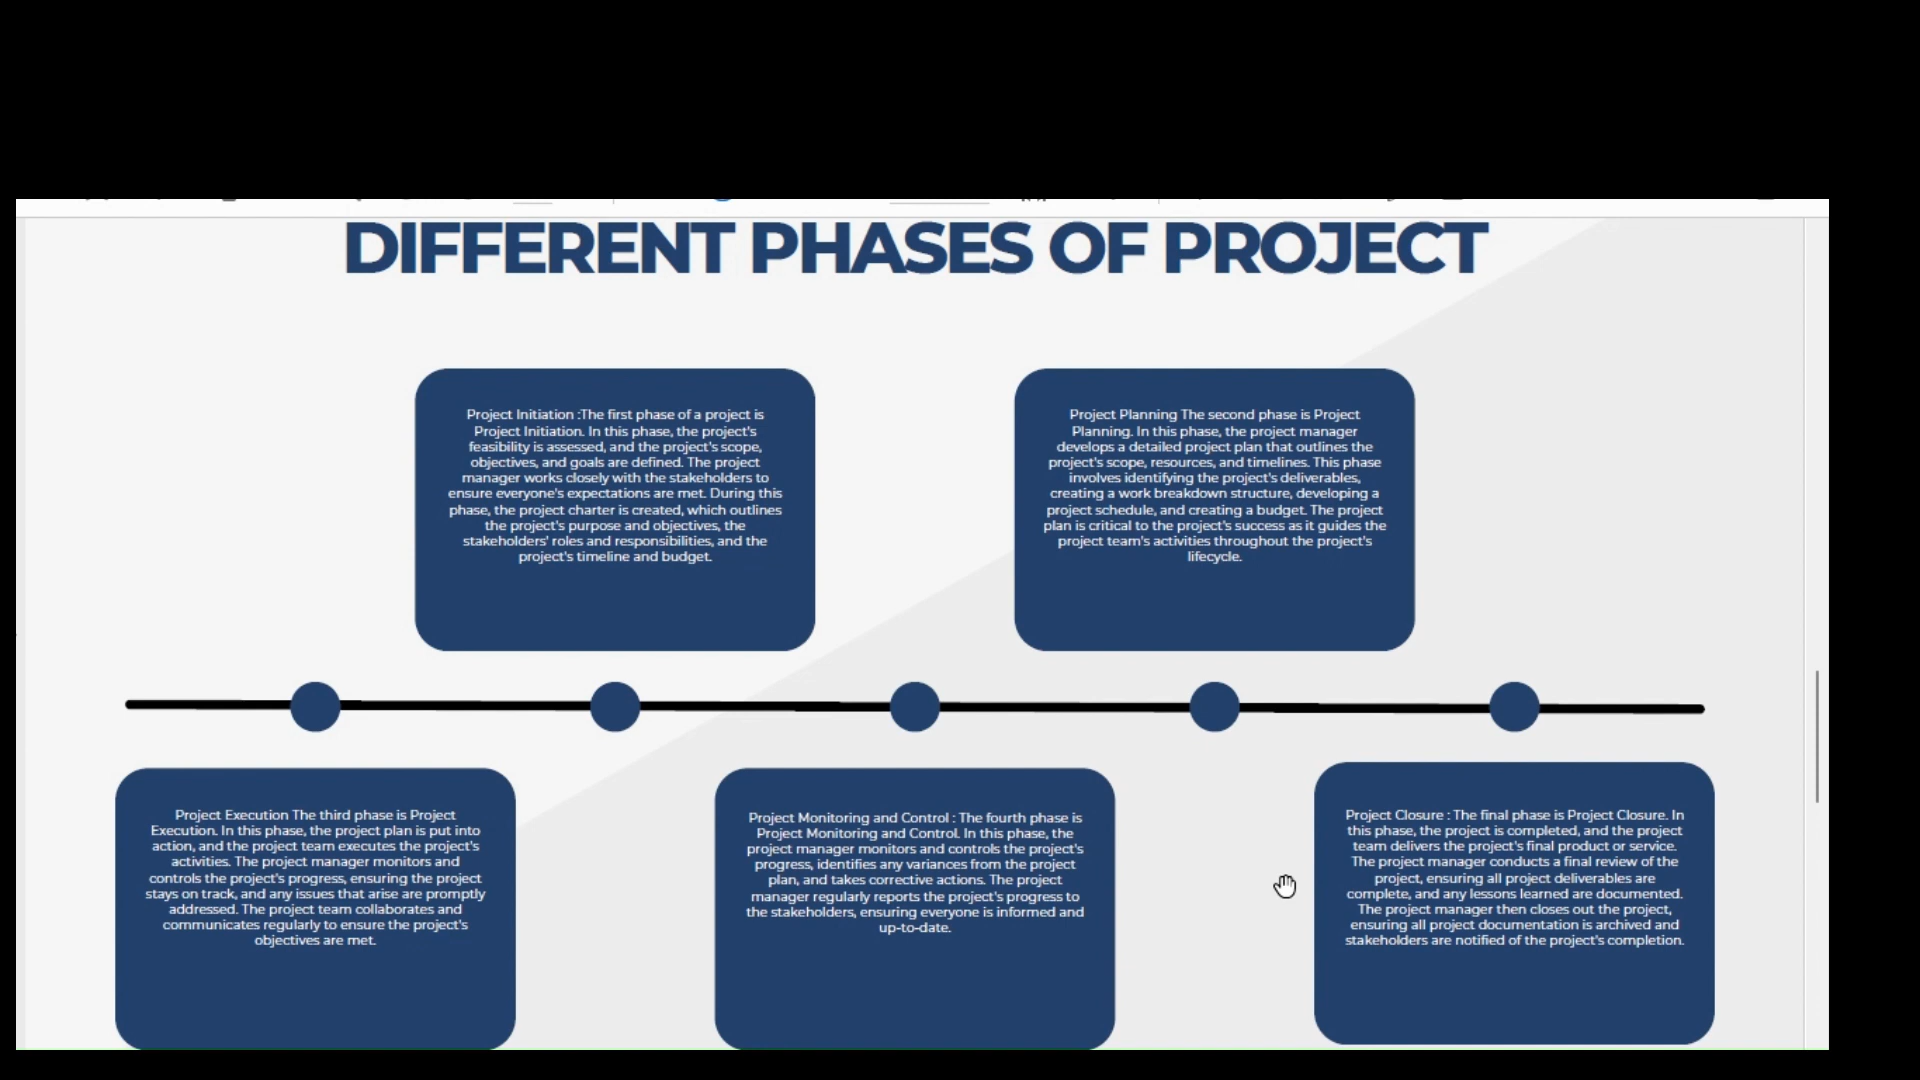 DIFFERENT PHASES OF PROJECT
Project Initiation :The first phase of a project is
Project Initiation. In this phase, the project's
feasibility is assessed, and the project's scope,
objectives, and goals are defined. The project
manager works closely with the stakeholders to
ensure everyone's expectations are met. During this
phase, the project charter is created, which outlines
the project's purpose and objectives, the
stakeholders' roles and responsibilities, and the
project's timeline and budget.
Project Planning The second phase is Project
Planning. In this phase, the project manager
develops a detailed project plan that outlines the
project's scope, resources, and timelines. This phase
involves identifying the project's deliverables,
creating a work breakdown structure, developing a
project schedule, and creating a budget. The project
plan is critical to the project's success as it guides the
project team's activities throughout the project's
lifecycle.
Project Execution The third phase is Project
Execution. In this phase, the project plan is put into
action, and the project team executes the project's
activities. The project manager monitors and
controls the project's progress, ensuring the project
stays on track, and any issues that arise are promptly
addressed. The project team collaborates and
communicates regularly to ensure the project's
objectives are met.
Project Monitoring and Control : The fourth phase is
Project Monitoring and Control. In this phase, the
project manager monitors and controls the project's
progress, identifies any variances from the project
plan, and takes corrective actions. The project
manager regularly reports the project's progress to
the stakeholders, ensuring everyone is informed and
up-to-date.
Project Closure : The final phase is Project Closure. In
this phase, the project is completed, and the project
team delivers the project's final product or service.
The project manager conducts a final review of the
project, ensuring all project deliverables are
complete, and any lessons learned are documented.
The project manager then closes out the project,
ensuring all project documentation is archived and
stakeholders are notified of the project's completion.